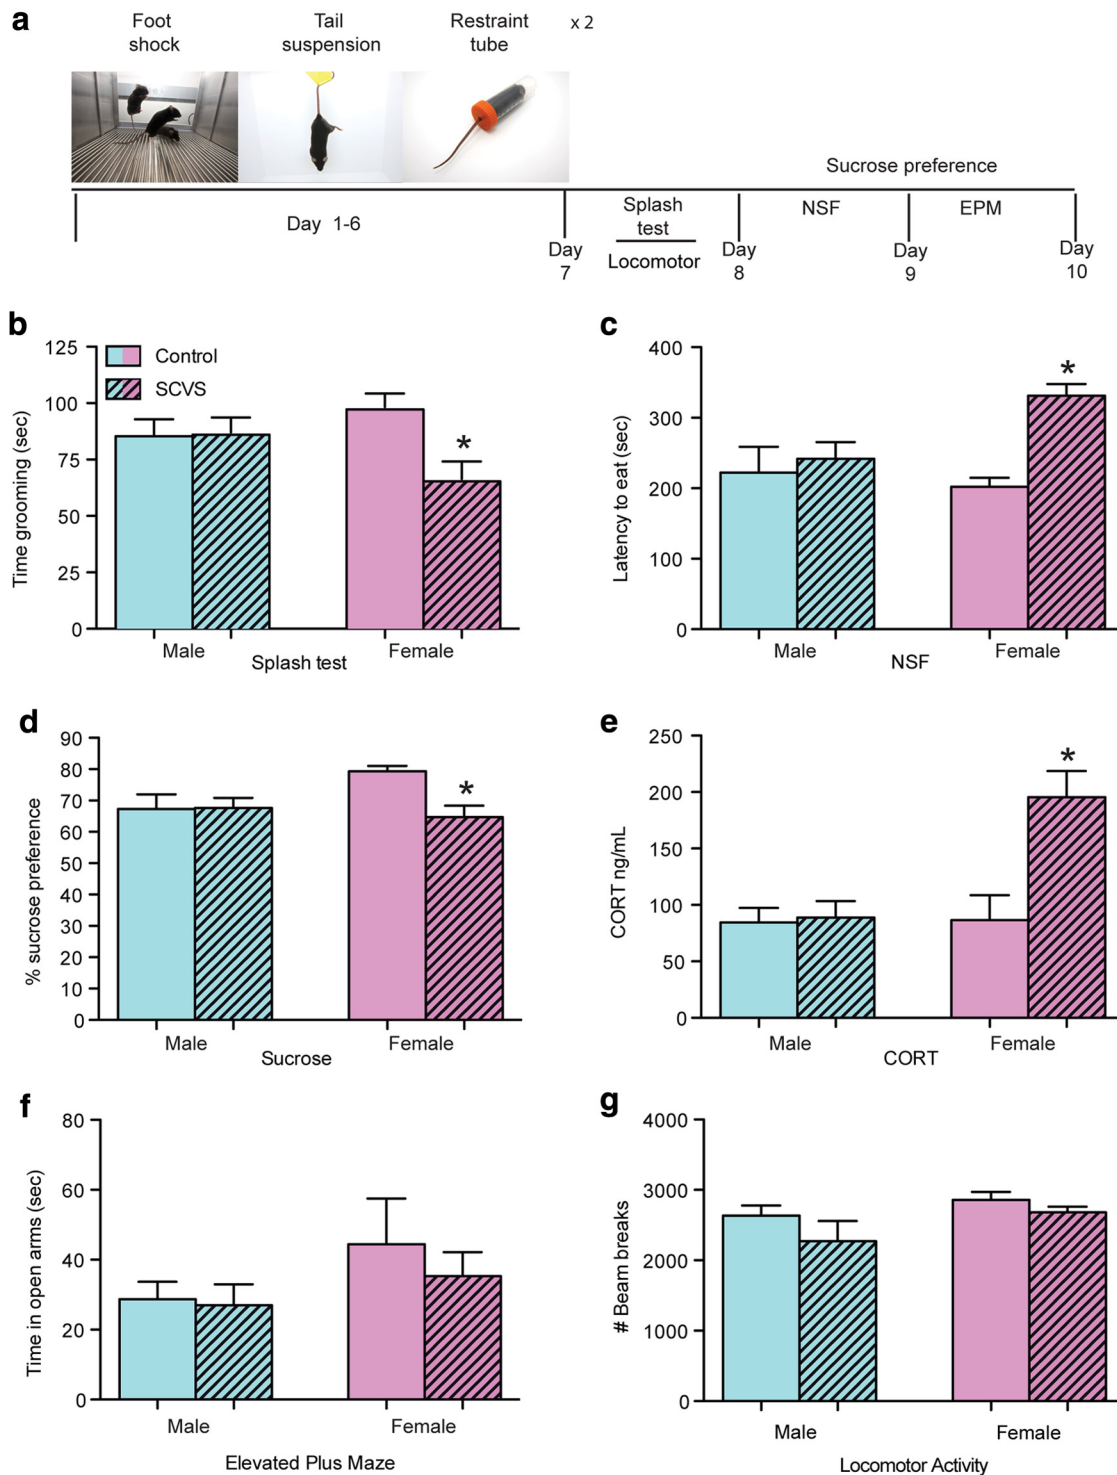 a
Foot
shock
Tail
suspension
Restraint
tube
x 2
Sucrose preference
Day 1-6
Day
7
Splash
test
Locomotor
Day
8
NSF
Day
9
EPM
Day
10
b
125
100
75
50
25
0
Time grooming (sec)
Control
SCVS
*
Male
Female
Splash test
c
400
300
200
100
0
Latency to eat (sec)
*
Male
Female
NSF
d
90
80
70
60
50
40
30
20
10
0
% sucrose preference
*
Male
Female
Sucrose
e
250
200
150
100
50
0
CORT ng/mL
*
Male
Female
CORT
f
80
60
40
20
0
Time in open arms (sec)
Male
Female
Elevated Plus Maze
g
4000
3000
2000
1000
0
# Beam breaks
Male
Female
Locomotor Activity